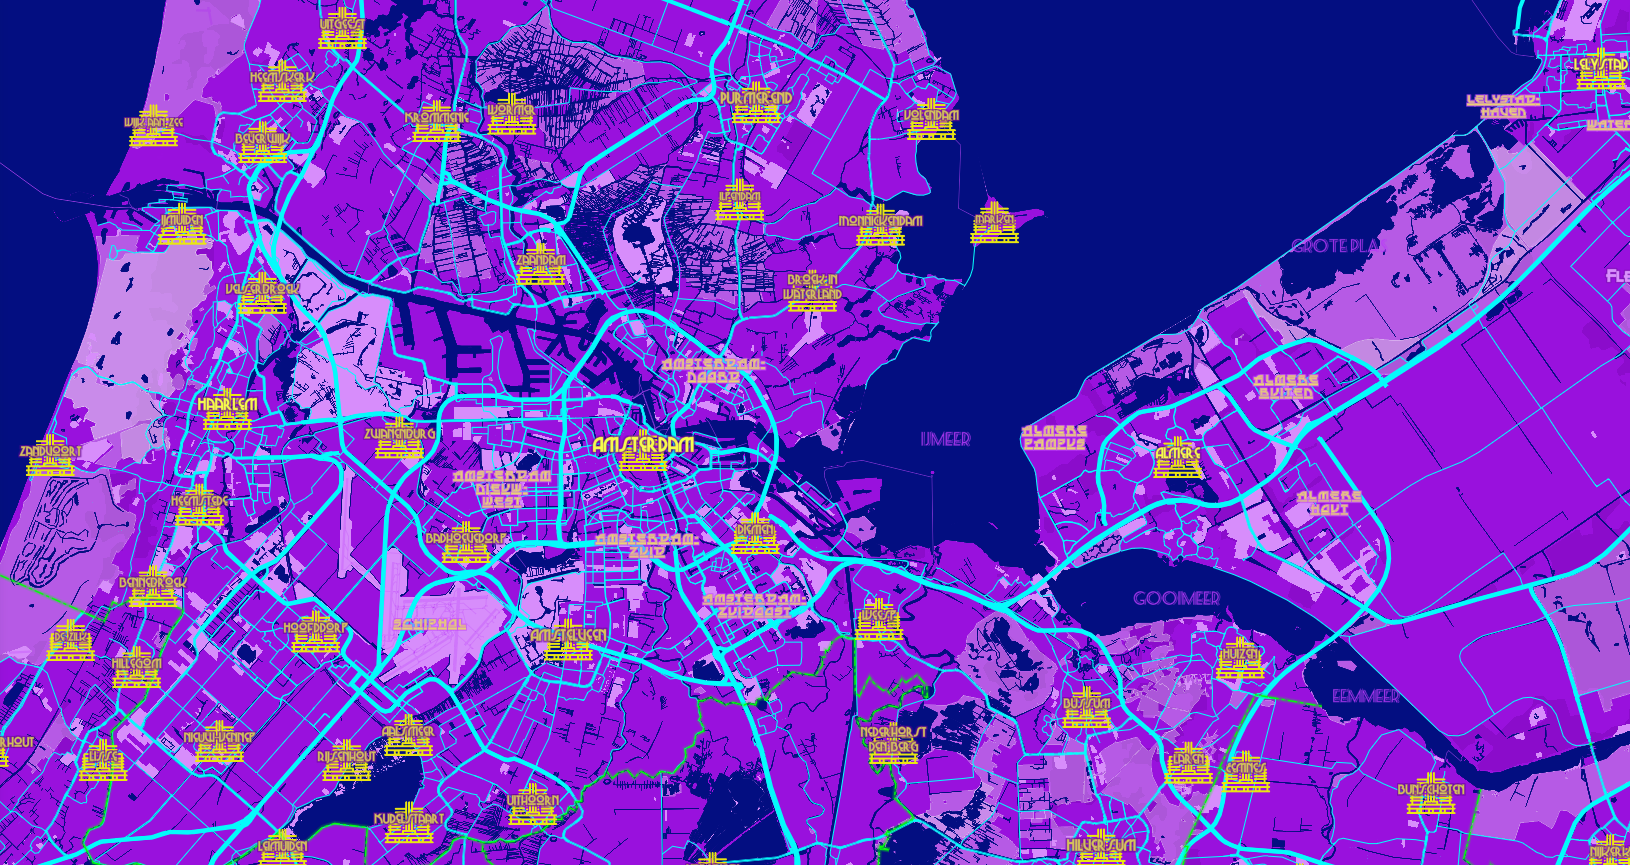 UITGEEST
HEEMSKERK
LELYSTAD
WIJK AAN ZEE
BEVERWIJK
KROMMENIE
WORMER
PURMEREND
VOLENDAM
LELYSTAD-
HAVEN
WATER
IJMUIDEN
ILPENDAM
MONNICKENDAM
MARKEN
GROTE PLA
ZAANDAM
VELSERBROEK
BROEK IN
WATERLAND
FLE
AMSTERDAM-
NOORD
ALMERE
BUITEN
HAARLEM
ZWANENBURG
AMSTERDAM
IJMEER
ALMERE
PAMPUS
ALMERE
ZANDVOORT
AMSTERDAM
NIEUW-
WEST
HEEMSTEDE
ALMERE
HOUT
BADHOEVEDORP
AMSTERDAM-
ZUID
DIEMEN
BENNEBROEK
AMSTERDAM-
ZUIDOOST
GOOIMEER
DE ZILK
HOOFDDORP
SCHIPHOL
AMSTELVEEN
WEESP
HILLEGOM
HUIZEN
EEMMEER
BUSSUM
RHOUT
LISSE
NIEUW-VENNEP
RIJSENHOUT
AALSMEER
NEDERHORST
DEN BERG
LAREN
EEMNES
BUNSCHOTEN
UITHOORN
KUDELSTAART
LEIMUIDEN
HILVERSUM
NIJKERK